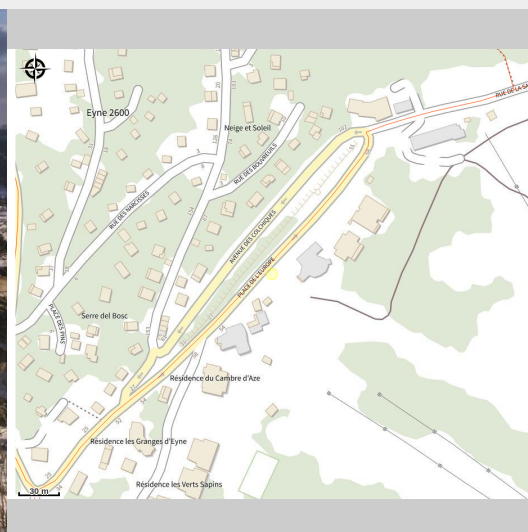 RUE DE LA SA
Eyne 2600
Neige et Soleil
RUE DES BOUVREUILS
RUE DES NARCISSES
AVENUE DES COLCHIQUES
PLACE DE L'EUROPE
PLACE DES PINS
Serre del Bosc
Résidence du Cambre d'Aze
Résidence les Granges d'Eyne
Résidence les Verts Sapins
30 m